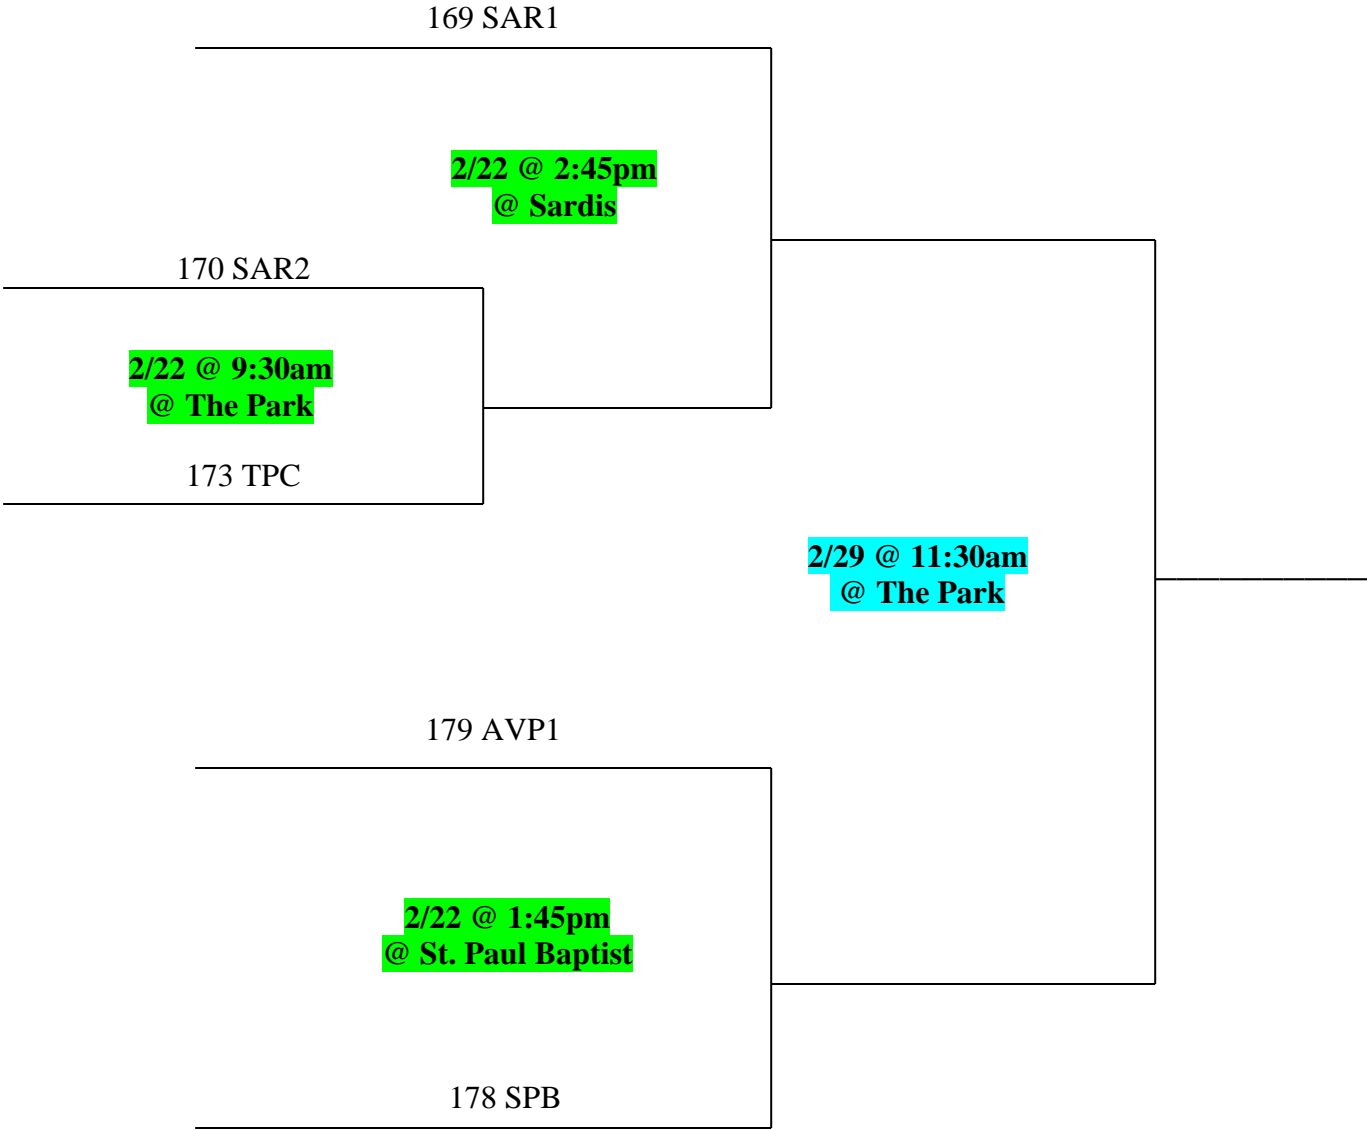 169 SAR1
2/22 @ 2:45pm
@ Sardis
170 SAR2
2/22 @ 9:30am
@ The Park
173 TPC
2/29 @ 11:30am
@ The Park
179 AVP1
2/22 @ 1:45pm
@ St. Paul Baptist
178 SPB